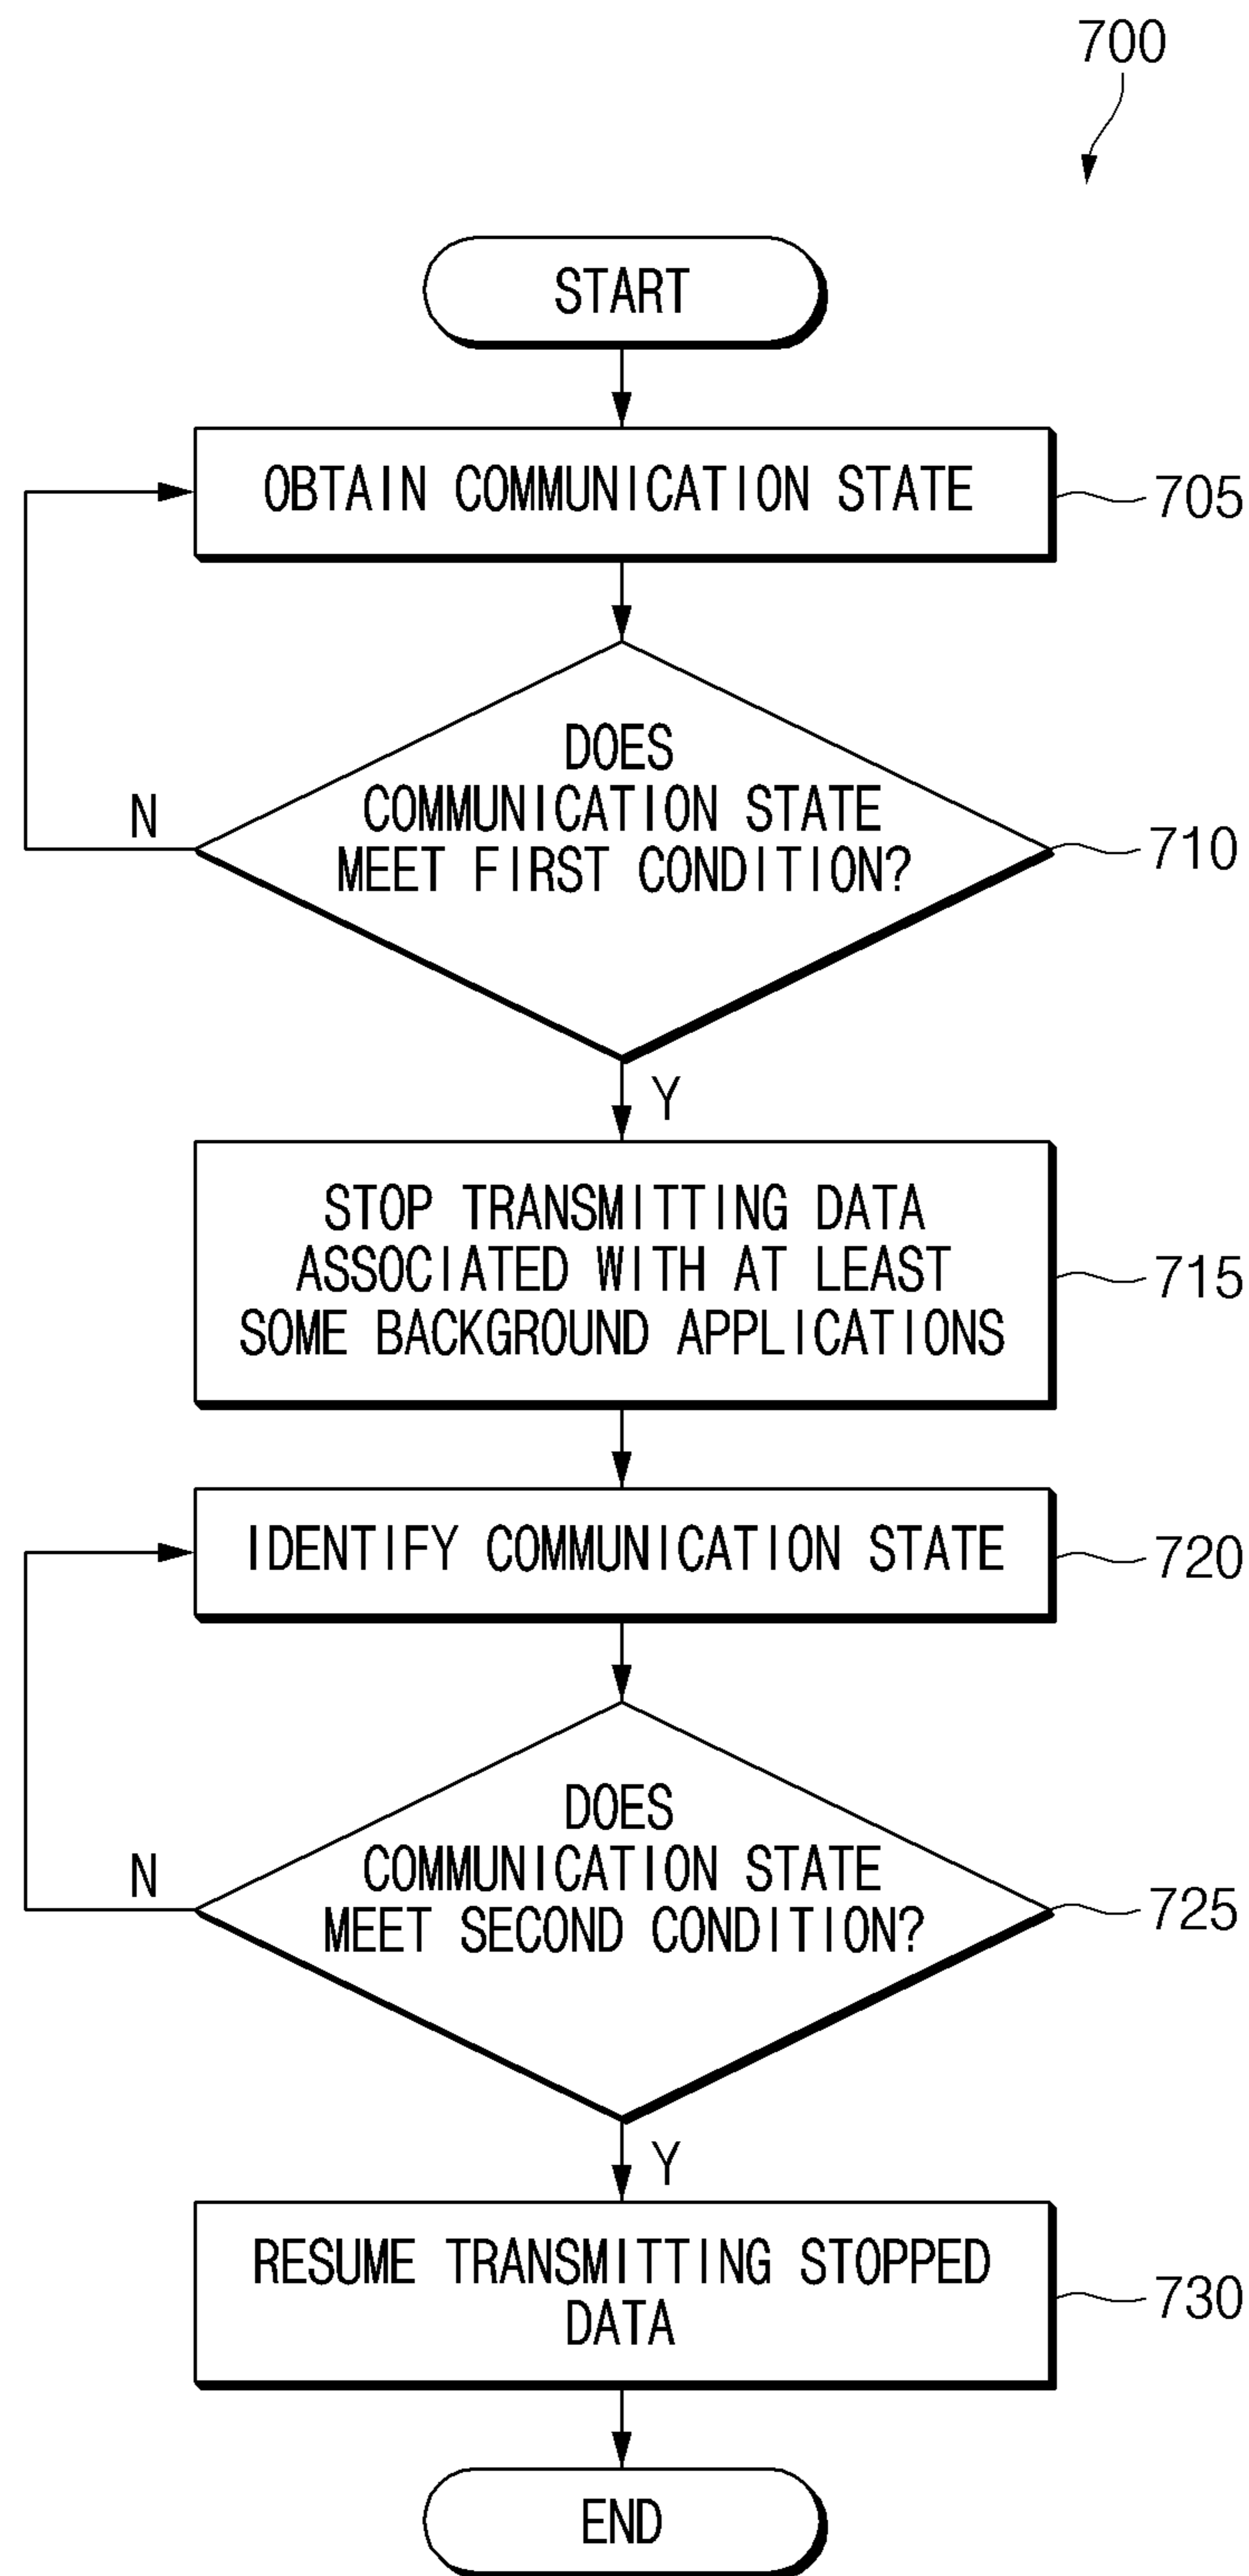 700
START
OBTAIN COMMUNICATION STATE
705
DOES
COMMUNICATION STATE
MEET FIRST CONDITION?
710
N
Y
STOP TRANSMITTING DATA
ASSOCIATED WITH AT LEAST
SOME BACKGROUND APPLICATIONS
715
IDENTIFY COMMUNICATION STATE
720
DOES
COMMUNICATION STATE
MEET SECOND CONDITION?
725
N
Y
RESUME TRANSMITTING STOPPED
DATA
730
END